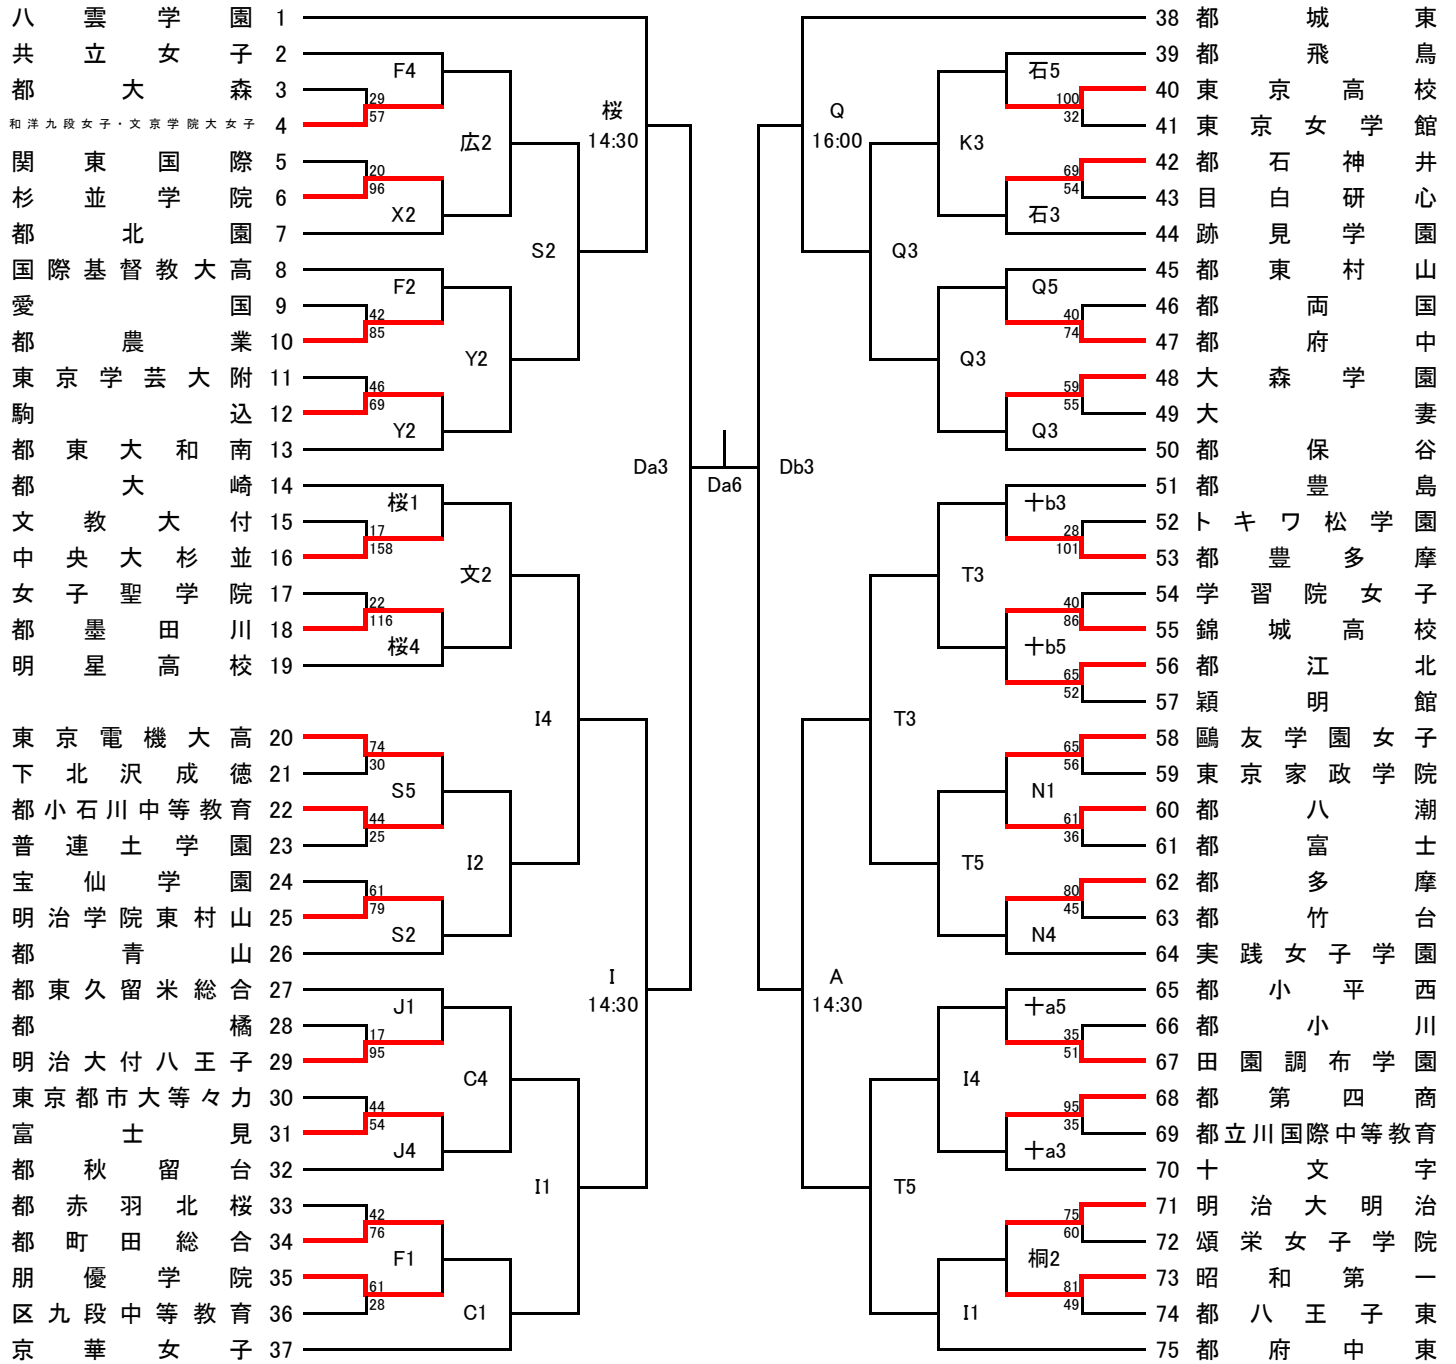 八雲学園 1
共立女子 2
F4
都大森 3
29
57
和洋九段女子・文京学院大女子 4
広2
関東国際 5
20
96
杉並学院 6
X2
都北園 7
桜
14:30
S2
国際基督教大高 8
F2
愛国 9
42
85
都農業 10
Y2
東京学芸大附 11
46
69
駒込 12
Y2
都東大和南 13
Da3
都大崎 14
桜1
文教大付 15
17
158
中央大杉並 16
文2
女子聖学院 17
22
116
都墨田川 18
桜4
明星高校 19
I4
東京電機大高 20
74
30
下北沢成徳 21
S5
都小石川中等教育 22
44
25
普連土学園 23
I2
宝仙学園 24
61
79
明治学院東村山 25
S2
都青山 26
I
14:30
都東久留米総合 27
J1
都橘 28
17
95
明治大付八王子 29
C4
東京都市大等々力 30
44
54
富士見 31
J4
都秋留台 32
I1
都赤羽北桜 33
42
76
都町田総合 34
F1
朋優学院 35
61
28
区九段中等教育 36
C1
京華女子 37
Da6
38 都城東
39 都飛鳥
石5
40 東京高校
100
32
41 東京女学館
K3
42 都石神井
69
54
43 目白研心
石3
44 跡見学園
Q
16:00
Q3
45 都東村山
Q5
46 都両国
40
74
47 都府中
Q3
48 大森学園
59
55
49 大妻
Q3
50 都保谷
Db3
51 都豊島
十b3
52 トキワ松学園
28
101
53 都豊多摩
T3
54 学習院女子
40
86
55 錦城高校
十b5
56 都江北
65
52
57 穎明館
T3
58 鷗友学園女子
65
56
59 東京家政学院
N1
60 都八潮
61
36
61 都富士
T5
62 都多摩
80
45
63 都竹台
N4
64 実践女子学園
A
14:30
65 都小平西
十a5
66 都小川
35
51
67 田園調布学園
I4
68 都第四商
95
35
69 都立川国際中等教育
十a3
70 十文字
T5
71 明治大明治
75
60
72 頌栄女子学院
桐2
73 昭和第一
81
49
74 都八王子東
I1
75 都府中東